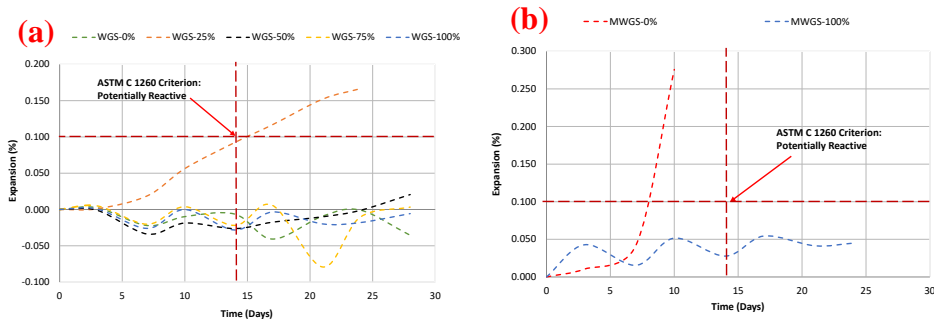 (a)
WGS-0% WGS-25% WGS-50% WGS-75% WGS-100%
0.200
0.150
0.100
0.050
0.000
-0.050
-0.100
Expansion (%)
ASTM C 1260 Criterion:
Potentially Reactive
0 5 10 15 20 25 30
Time (Days)
(b)
MWGS-0% MWGS-100%
0.300
0.250
0.200
0.150
0.100
0.050
0.000
Expansion (%)
ASTM C 1260 Criterion:
Potentially Reactive
0 5 10 15 20 25 30
Time (Days)